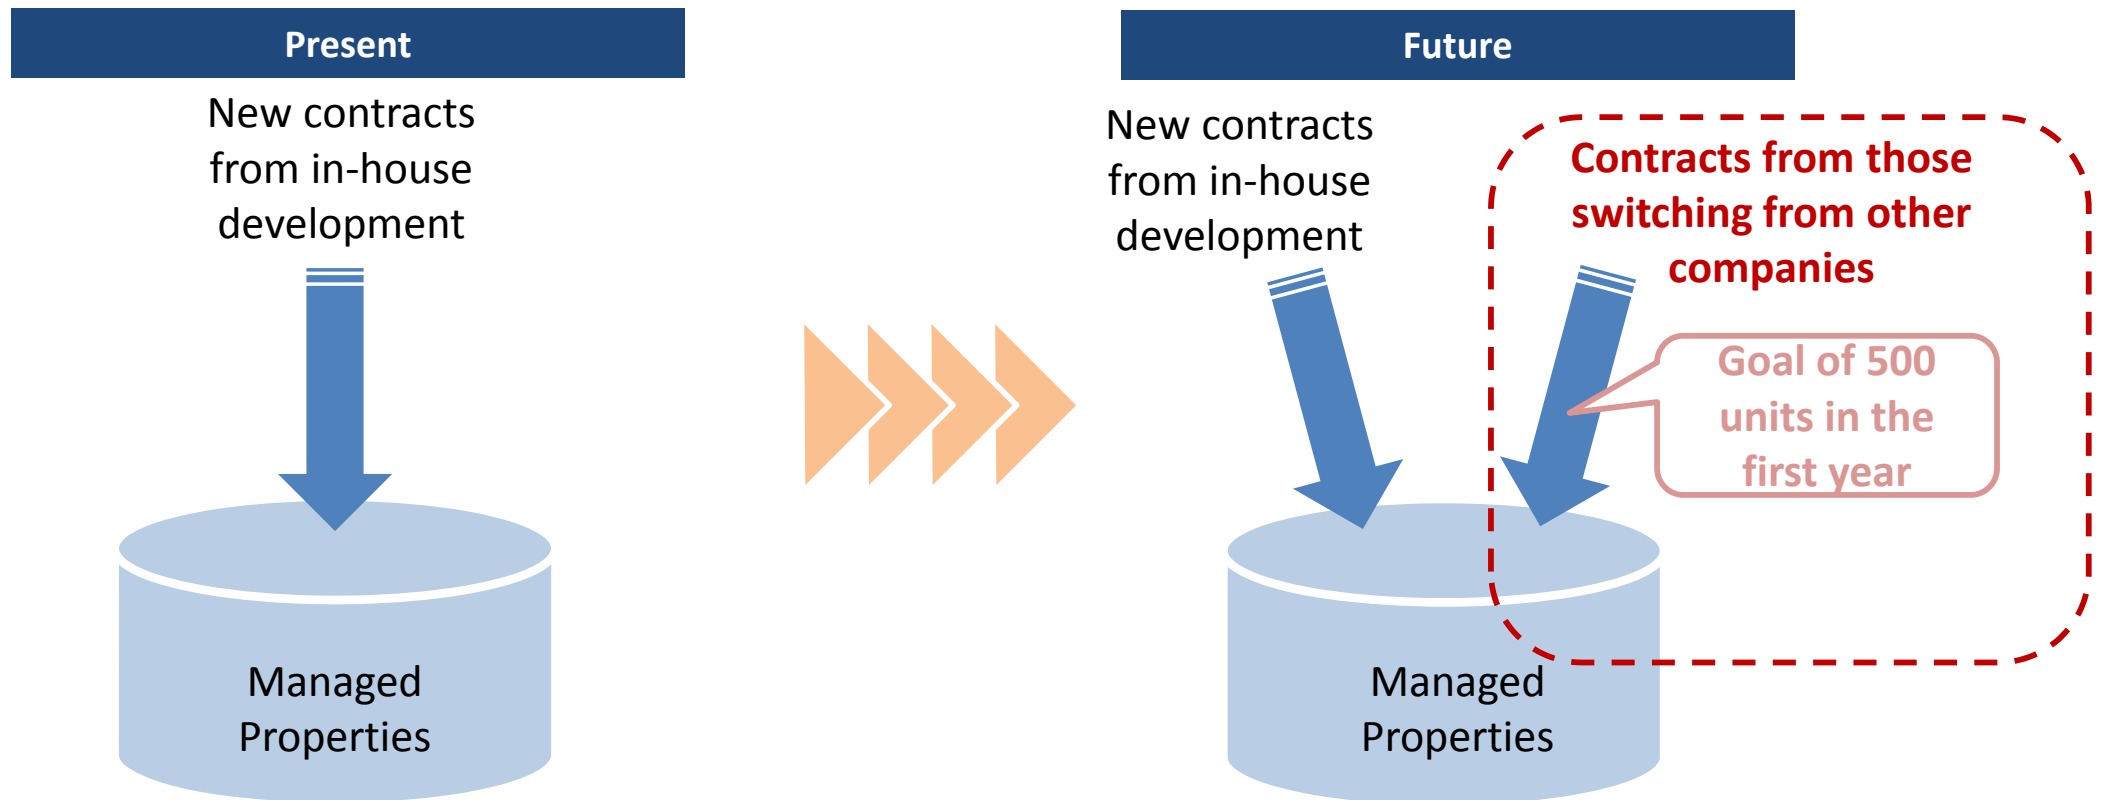 Present
New contracts
from in-house
development
Managed
Properties
Future
New contracts
from in-house
development
Contracts from those
switching from other
companies
Goal of 500
units in the
first year
Managed
Properties